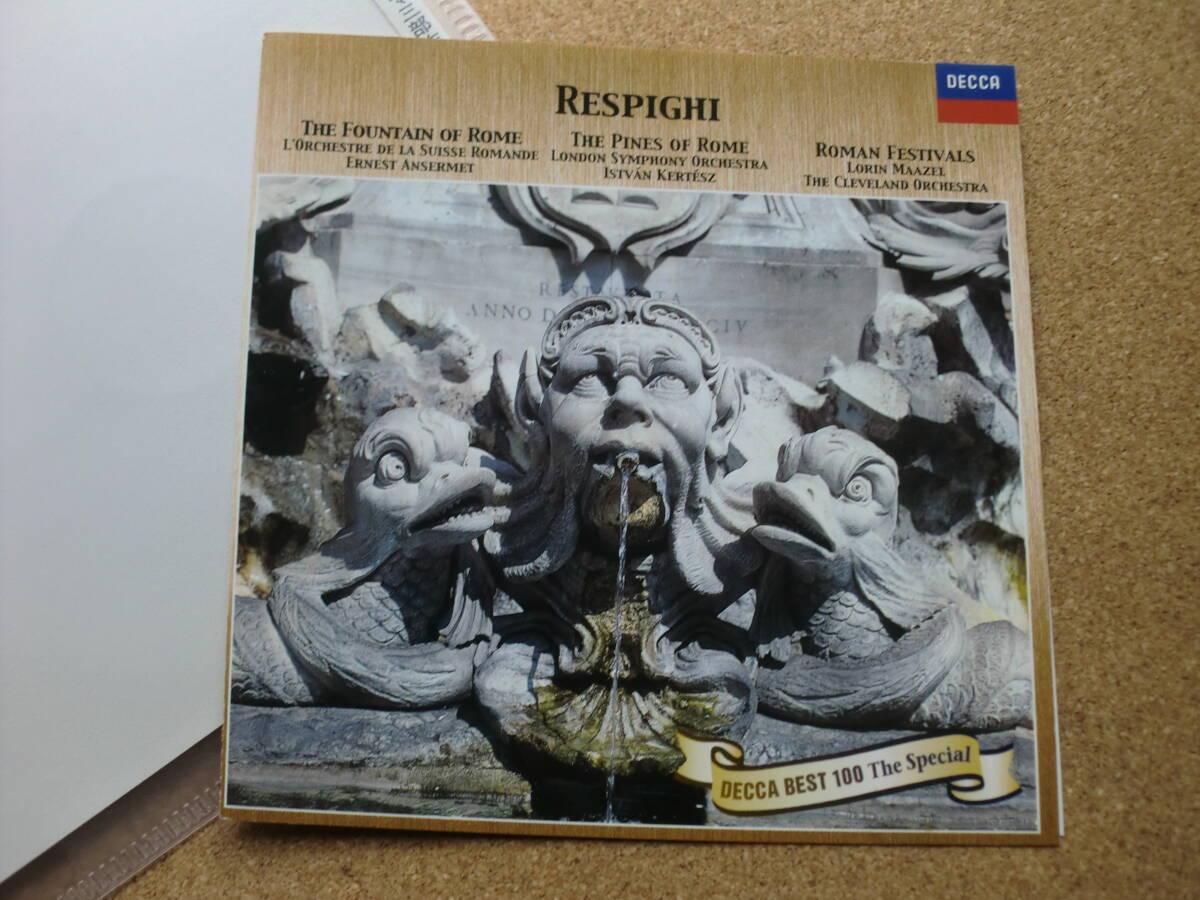 DECCA
RESPIGHI
THE FOUNTAIN OF ROME
L'ORCHESTRE DE LA SUISSE ROMANDE
ERNEST ANSERMET
THE PINES OF ROME
LONDON SYMPHONY ORCHESTRA
ISTVÁN KERTÉSZ
ROMAN FESTIVALS
LORIN MAAZEL
THE CLEVELAND ORCHESTRA
ANNO D
DECCA BEST 100 The Special